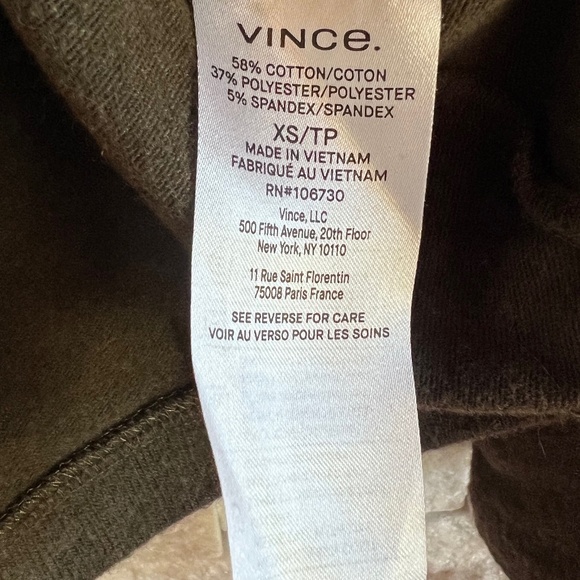 VINCE.
58% COTTON/COTON
37% POLYESTER/POLYESTER
5% SPANDEX/SPANDEX
XS/TP
MADE IN VIETNAM
FABRIQUÉ AU VIETNAM
RN#106730
Vince, LLC
500 Fifth Avenue, 20th Floor
New York, NY 10110
11 Rue Saint Florentin
75008 Paris France
SEE REVERSE FOR CARE
VOIR AU VERSO POUR LES SOINS